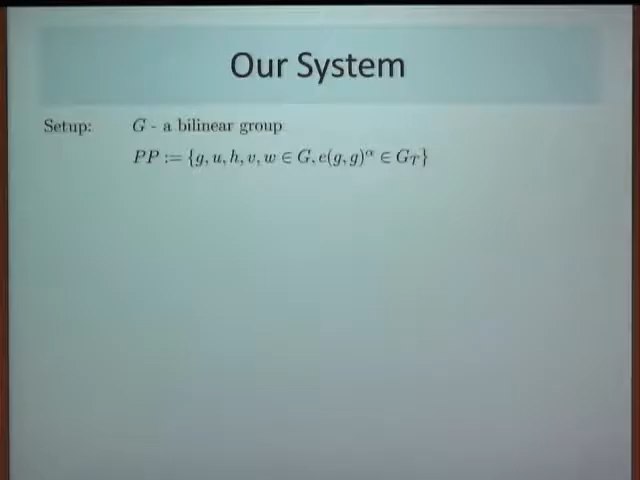 Our System
Setup: G - a bilinear group
PP := {g, u, h, v, w ∈ G, e(g, g)^α ∈ G_T}